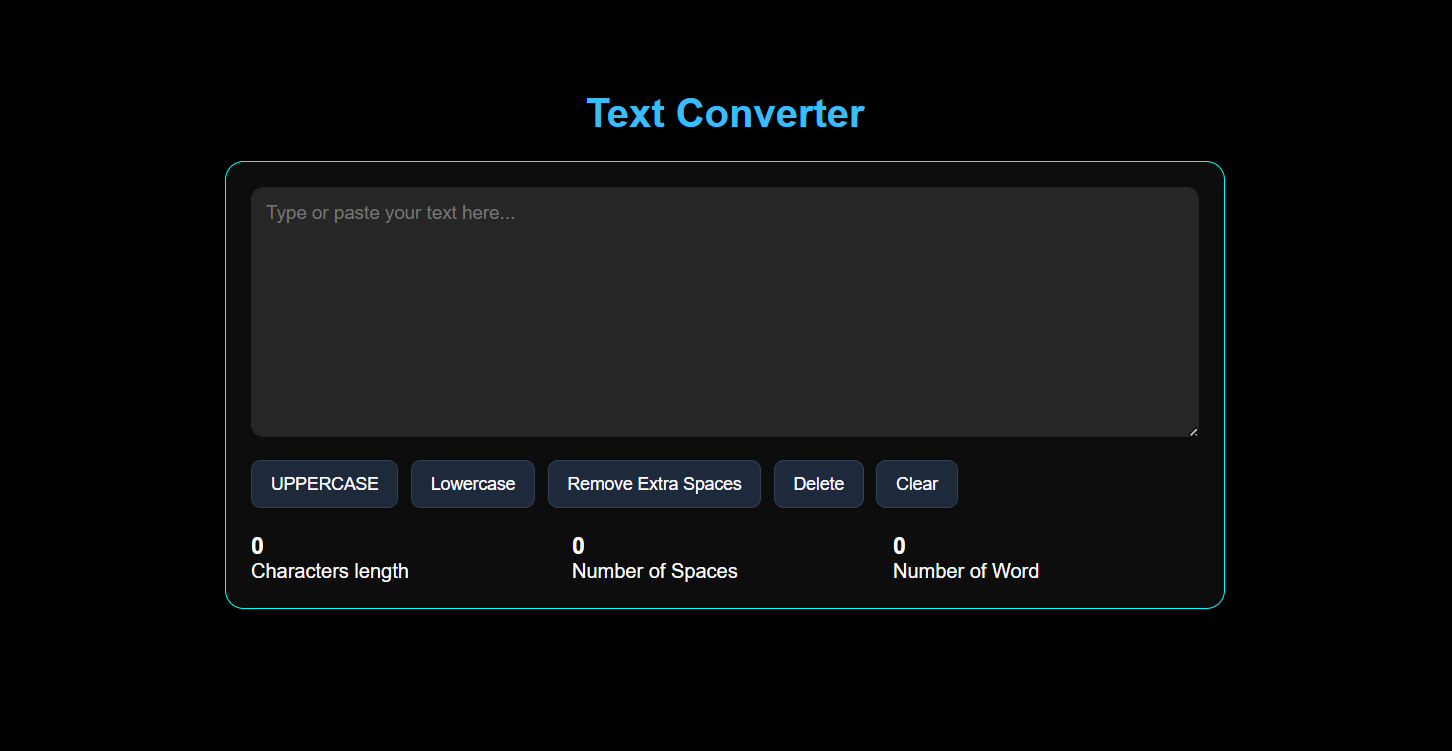 Text Converter
Type or paste your text here...
UPPERCASE Lowercase Remove Extra Spaces Delete Clear
0 0 0
Characters length Number of Spaces Number of Word